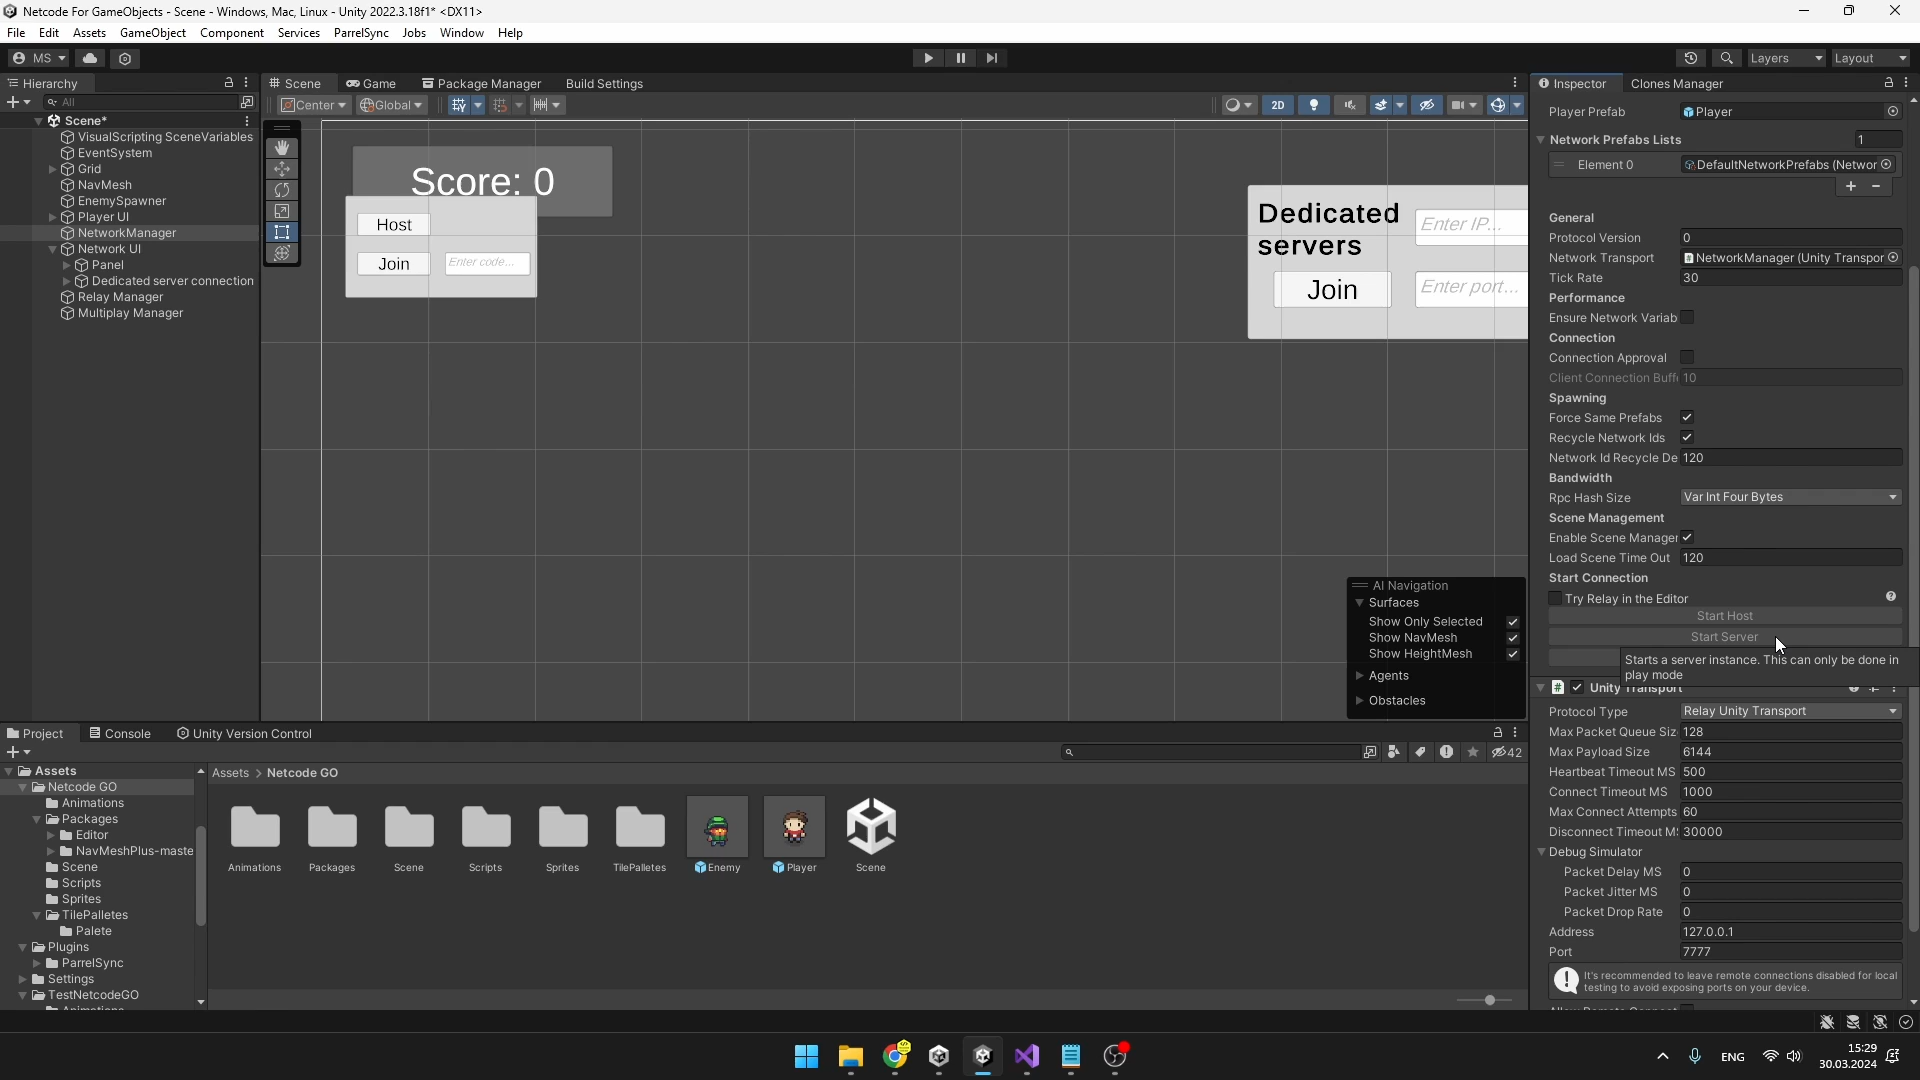 Netcode For GameObjects - Scene - Windows, Mac, Linux - Unity 2022.3.18f1* <DX11>
File Edit Assets GameObject Component Services ParrelSync Jobs Window Help
MS
Layers Layout
Hierarchy
All
Scene*
VisualScripting SceneVariables
EventSystem
Grid
NavMesh
EnemySpawner
Player UI
NetworkManager
Network UI
Panel
Dedicated server connection
Relay Manager
Multiplay Manager
Scene Game Package Manager Build Settings
Center Global 2D
Score: 0
Host
Join Enter code...
Dedicated servers
Enter IP...
Join Enter port...
AI Navigation
Surfaces
Show Only Selected
Show NavMesh
Show HeightMesh
Agents
Obstacles
Inspector Clones Manager
Player Prefab Player
Network Prefabs Lists 1
Element 0 DefaultNetworkPrefabs (Networ
General
Protocol Version 0
Network Transport NetworkManager (Unity Transpor
Tick Rate 30
Performance
Ensure Network Variab
Connection
Connection Approval
Client Connection Buff 10
Spawning
Force Same Prefabs
Recycle Network Ids
Network Id Recycle De 120
Bandwidth
Rpc Hash Size Var Int Four Bytes
Scene Management
Enable Scene Manager
Load Scene Time Out 120
Start Connection
Try Relay in the Editor
Start Host
Start Server
Starts a server instance. This can only be done in
play mode
Unity Transport
Protocol Type Relay Unity Transport
Max Packet Queue Siz 128
Max Payload Size 6144
Heartbeat Timeout MS 500
Connect Timeout MS 1000
Max Connect Attempts 60
Disconnect Timeout M 30000
Debug Simulator
Packet Delay MS 0
Packet Jitter MS 0
Packet Drop Rate 0
Address 127.0.0.1
Port 7777
It's recommended to leave remote connections disabled for local
testing to avoid exposing ports on your device.
Project Console Unity Version Control
42
Assets
Netcode GO
Animations
Packages
Editor
NavMeshPlus-maste
Scene
Scripts
Sprites
TilePalletes
Palete
Plugins
ParrelSync
Settings
TestNetcodeGO
Assets > Netcode GO
Animations Packages Scene Scripts Sprites TilePalletes Enemy Player Scene
ENG
15:29
30.03.2024